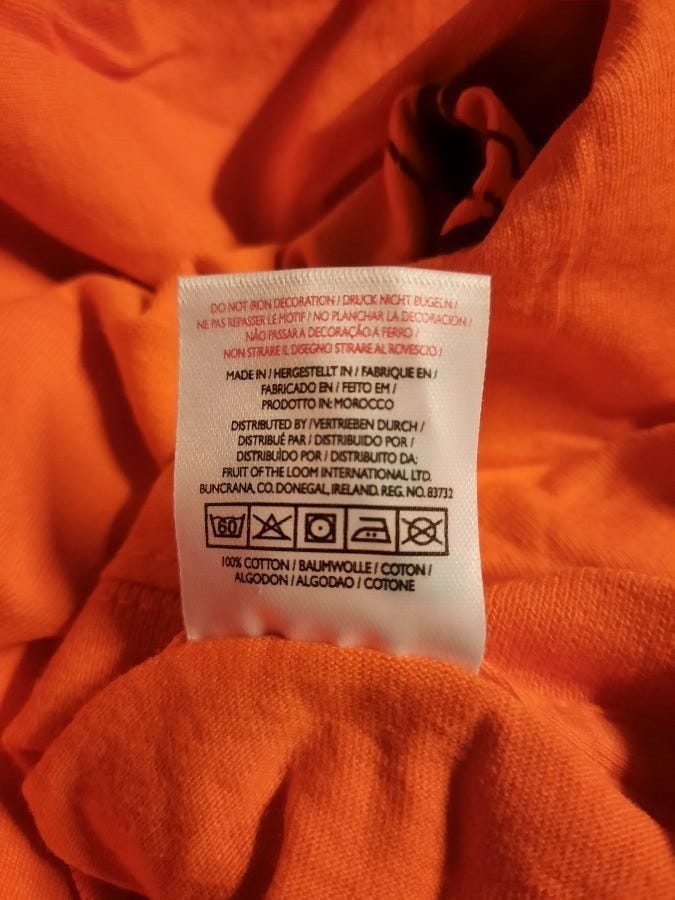 DO NOT IRON DECORATION / DRUCK NICHT BÜGELN /
NE PAS REPASSER LE MOTIF / NO PLANCHAR LA DECORACIÓN /
NÃO PASSAR A DECORAÇÃO A FERRO /
NON STIRARE IL DISEGNO STIRARE AL ROVESCIO /
MADE IN / HERGESTELLT IN / FABRIQUE EN /
FABRICADO EN / FEITO EM /
PRODOTTO IN: MOROCCO
DISTRIBUTED BY /VERTRIEBEN DURCH /
DISTRIBUÉ PAR / DISTRIBUIDO POR /
DISTRIBUÍDO POR / DISTRIBUITO DA:
FRUIT OF THE LOOM INTERNATIONAL LTD.
BUNCRANA, CO. DONEGAL, IRELAND. REG. NO. 83732
60
100% COTTON / BAUMWOLLE / COTON /
ALGODON / ALGODAO / COTONE